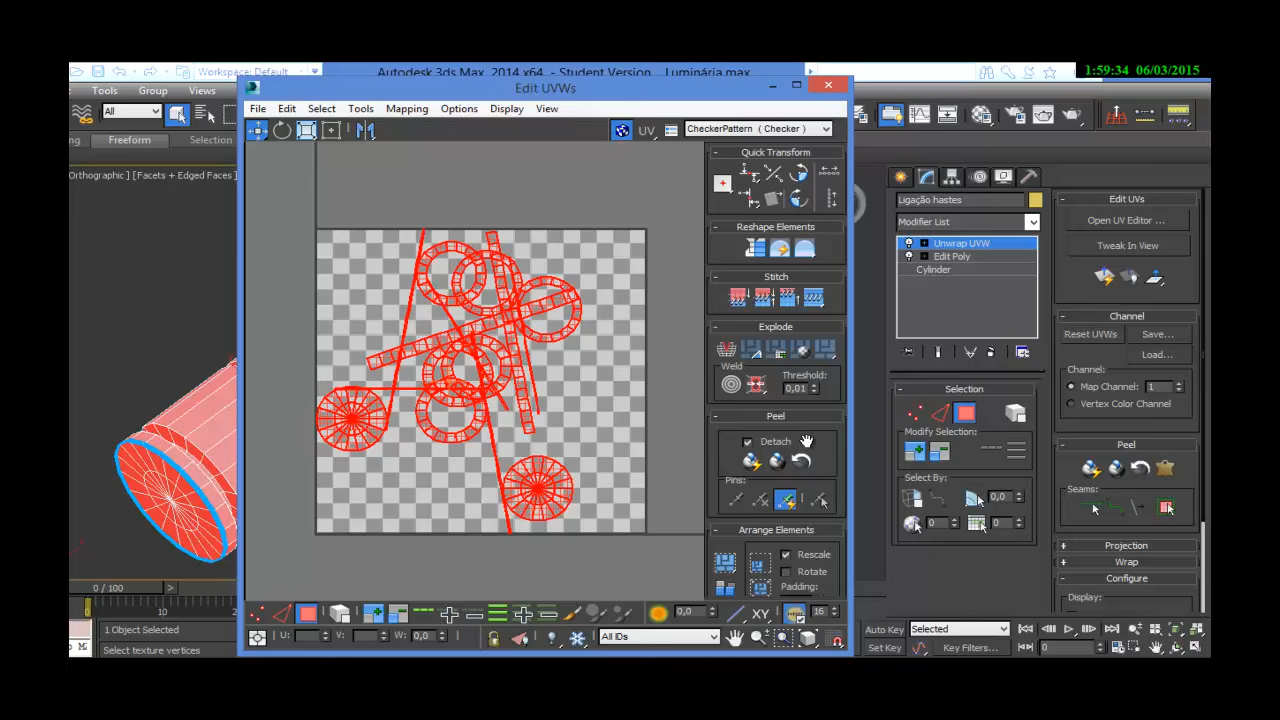 Workspace: Default
Autodesk 3ds Max 2014 x64 - Student Version Luminária.max
1:59:34 06/03/2015
Tools Group Views
Edit UVWs
File Edit Select Tools Mapping Options Display View
All
UV
CheckerPattern ( Checker )
Freeform
Selection
Orthographic ] [Facets + Edged Faces ]
Quick Transform
Reshape Elements
Stitch
Explode
Weld
Threshold:
0,01
Peel
Detach
Pins:
Arrange Elements
Rescale
Rotate
Padding:
Ligação hastes
Modifier List
Unwrap UVW
Edit Poly
Cylinder
Selection
Modify Selection:
Select By:
0,0
0
0
Edit UVs
Open UV Editor ...
Tweak In View
Channel
Reset UVWs
Save...
Load...
Channel:
Map Channel: 1
Vertex Color Channel
Peel
Seams:
Projection
Wrap
Configure
Display:
0 / 100
10
0,0
XY
16
1 Object Selected
U:
V:
W: 0,0
All IDs
Select texture vertices
Auto Key
Selected
Set Key
Key Filters...
0